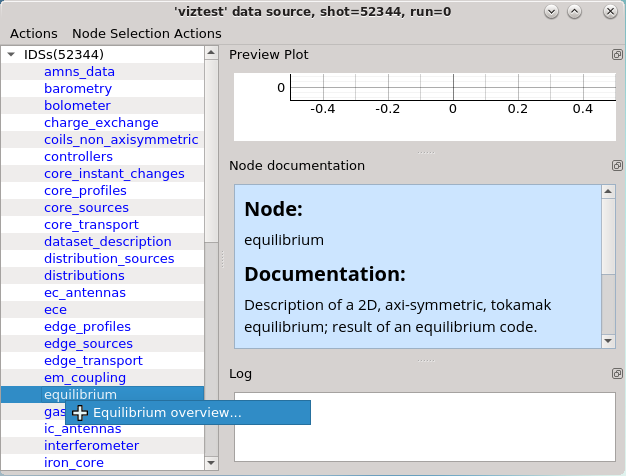 'viztest' data source, shot=52344, run=0
Actions Node Selection Actions
IDSs(52344)
amns_data
barometry
bolometer
charge_exchange
coils_non_axisymmetric
controllers
core_instant_changes
core_profiles
core_sources
core_transport
dataset_description
distribution_sources
distributions
ec_antennas
ece
edge_profiles
edge_sources
edge_transport
em_coupling
equilibrium
gas
Equilibrium overview...
ic_antennas
interferometer
iron_core
Preview Plot
0
-0.4 -0.2 0 0.2 0.4
Node documentation
Node:
equilibrium
Documentation:
Description of a 2D, axi-symmetric, tokamak
equilibrium; result of an equilibrium code.
Log